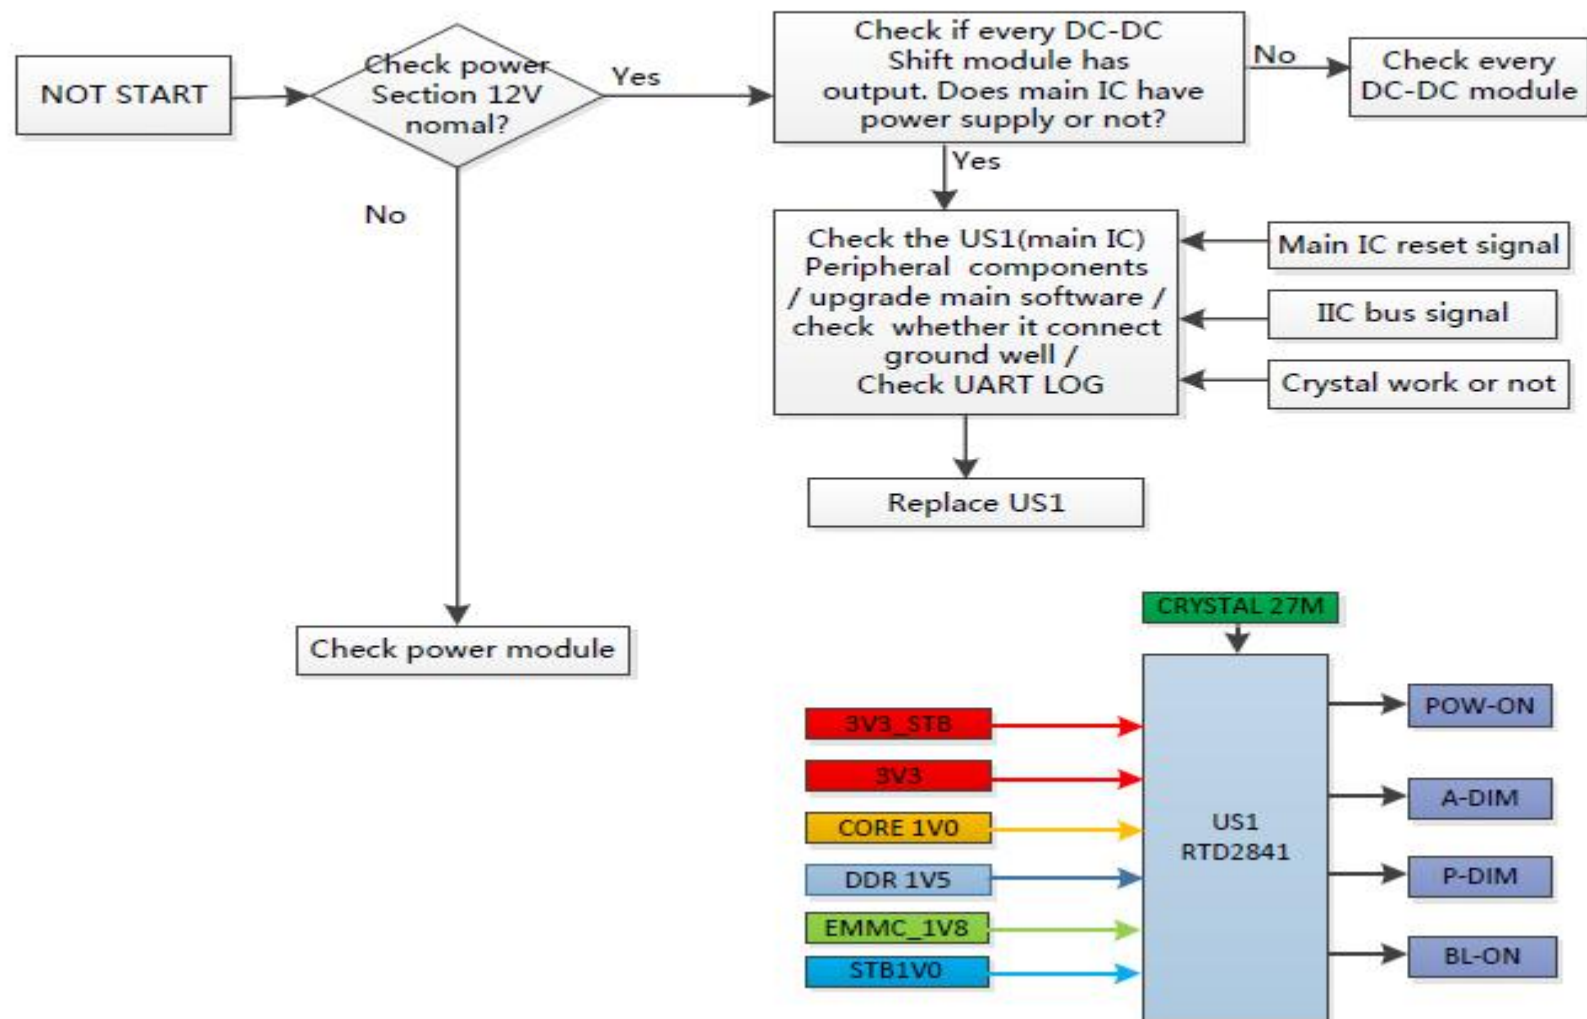 NOT START
Check power
Section 12V
nomal?
Yes
No
Check if every DC-DC
Shift module has
output. Does main IC have
power supply or not?
No
Check every
DC-DC module
Yes
Check the US1(main IC)
Peripheral components
/ upgrade main software /
check whether it connect
ground well /
Check UART LOG
Main IC reset signal
IIC bus signal
Crystal work or not
Replace US1
Check power module
CRYSTAL 27M
3V3_STB
3V3
CORE 1V0
DDR 1V5
EMMC_1V8
STB1V0
US1
RTD2841
POW-ON
A-DIM
P-DIM
BL-ON